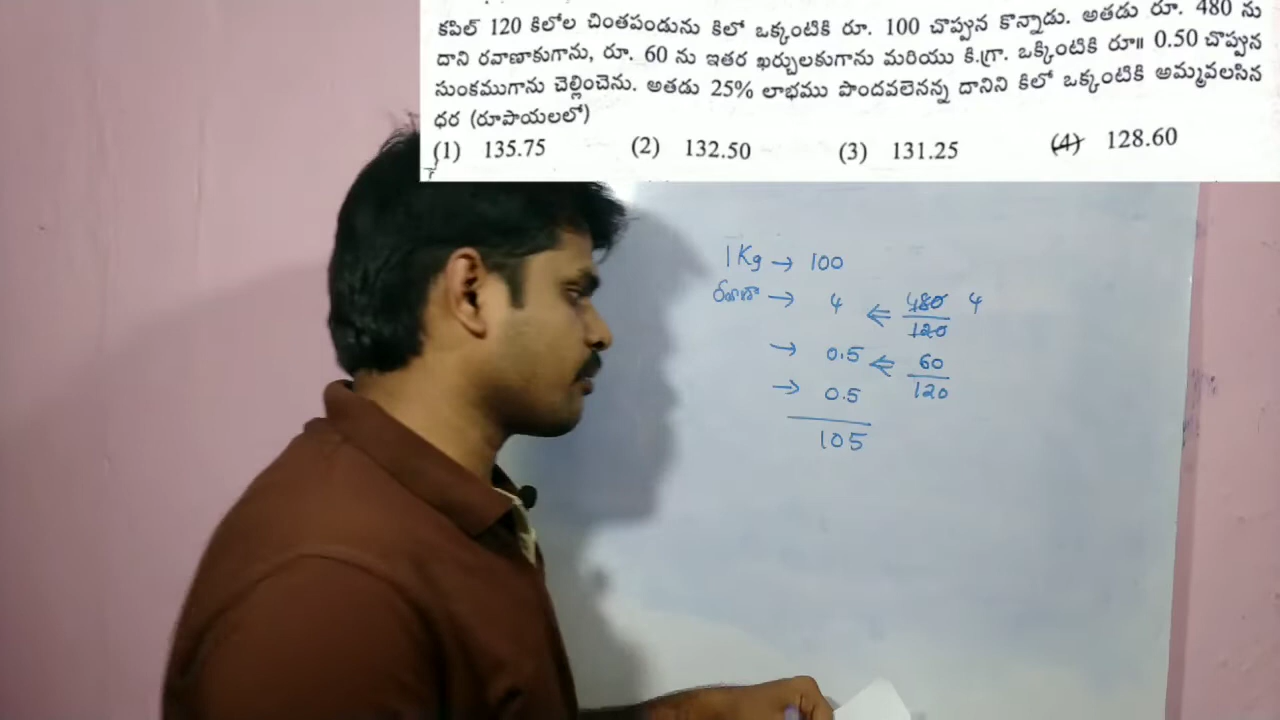 కపిల్ 120 కిలోల చింతపండును కిలో ఒక్కంటికి రూ. 100 చొప్పున కొన్నాడు. అతడు రూ. 480 ను
దాని రవాణాకుగాను, రూ. 60 ను ఇతర ఖర్చులకుగాను మరియు కి.గ్రా. ఒక్కింటికి రూ॥ 0.50 చొప్పున
సుంకముగాను చెల్లించెను. అతడు 25% లాభము పొందవలెనన్న దానిని కిలో ఒక్కంటికి అమ్మవలసిన
ధర (రూపాయలలో)
(1) 135.75 (2) 132.50 (3) 131.25 (4) 128.60
1 Kg → 100
రవాణా → 4 ⇐ 480/120 4
→ 0.5 ⇐ 60/120
→ 0.5
105